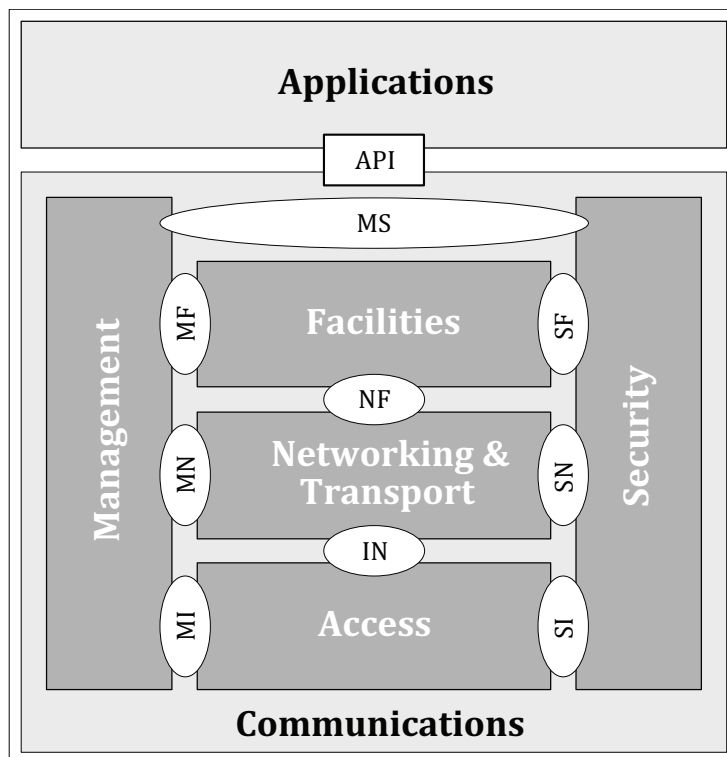 Applications
API
MS
Management
MF
Facilities
SF
Security
NF
MN
Networking &
Transport
SN
IN
MI
Access
SI
Communications